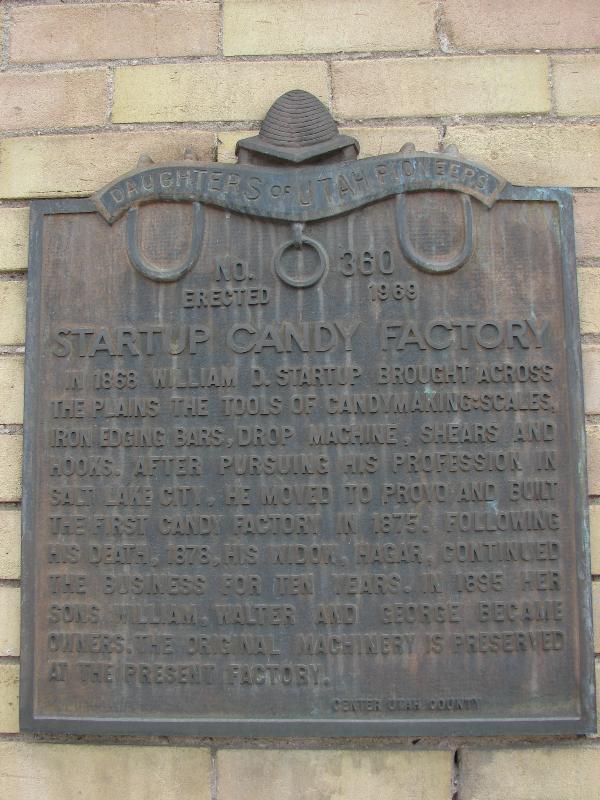 DAUGHTERS OF UTAH PIONEERS
NO. 360
ERECTED 1969
STARTUP CANDY FACTORY
IN 1868 WILLIAM D. STARTUP BROUGHT ACROSS
THE PLAINS THE TOOLS OF CANDYMAKING:SCALES,
IRON EDGING BARS, DROP MACHINE, SHEARS AND
HOOKS. AFTER PURSUING HIS PROFESSION IN
SALT LAKE CITY, HE MOVED TO PROVO AND BUILT
THE FIRST CANDY FACTORY IN 1875. FOLLOWING
HIS DEATH, 1878, HIS WIDOW, HAGAR, CONTINUED
THE BUSINESS FOR TEN YEARS. IN 1895 HER
SONS WILLIAM, WALTER AND GEORGE BECAME
OWNERS. THE ORIGINAL MACHINERY IS PRESERVED
AT THE PRESENT FACTORY.
CENTER UTAH COUNTY